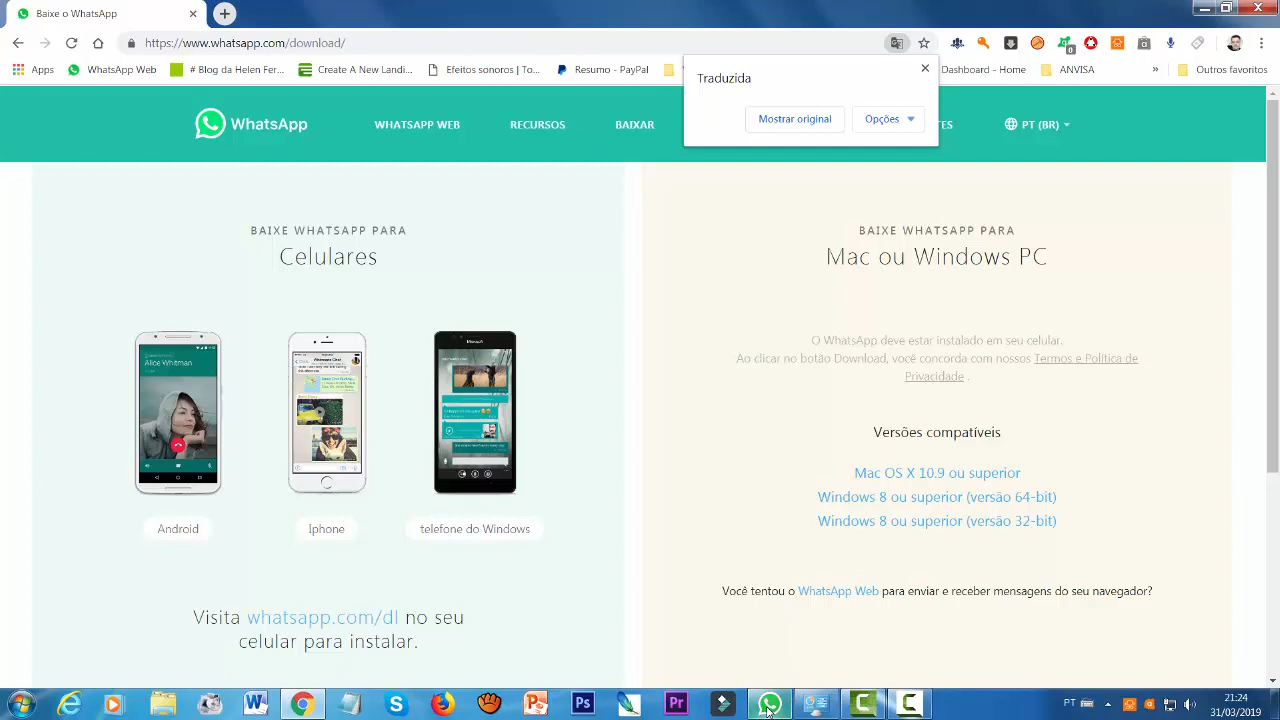 Baixe o WhatsApp
https://www.whatsapp.com/download/
Apps
WhatsApp Web
# Blog da Helen Fer...
Create A New Landi...
Efeitos Sonoros | To...
Resumo - PayPal
Dashboard - Home
ANVISA
»
Outros favoritos
Traduzida
Mostrar original
Opções
WhatsApp
WHATSAPP WEB
RECURSOS
BAIXAR
PT (BR)
BAIXE WHATSAPP PARA
Celulares
Alice Whitman
Android
Iphone
telefone do Windows
Visita whatsapp.com/dl no seu
celular para instalar.
BAIXE WHATSAPP PARA
Mac ou Windows PC
O WhatsApp deve estar instalado em seu celular.
Ao clicar no botão Download, você concorda com nossos Termos e Política de
Privacidade .
Versões compatíveis
Mac OS X 10.9 ou superior
Windows 8 ou superior (versão 64-bit)
Windows 8 ou superior (versão 32-bit)
Você tentou o WhatsApp Web para enviar e receber mensagens do seu navegador?
PT
21:24
31/03/2019